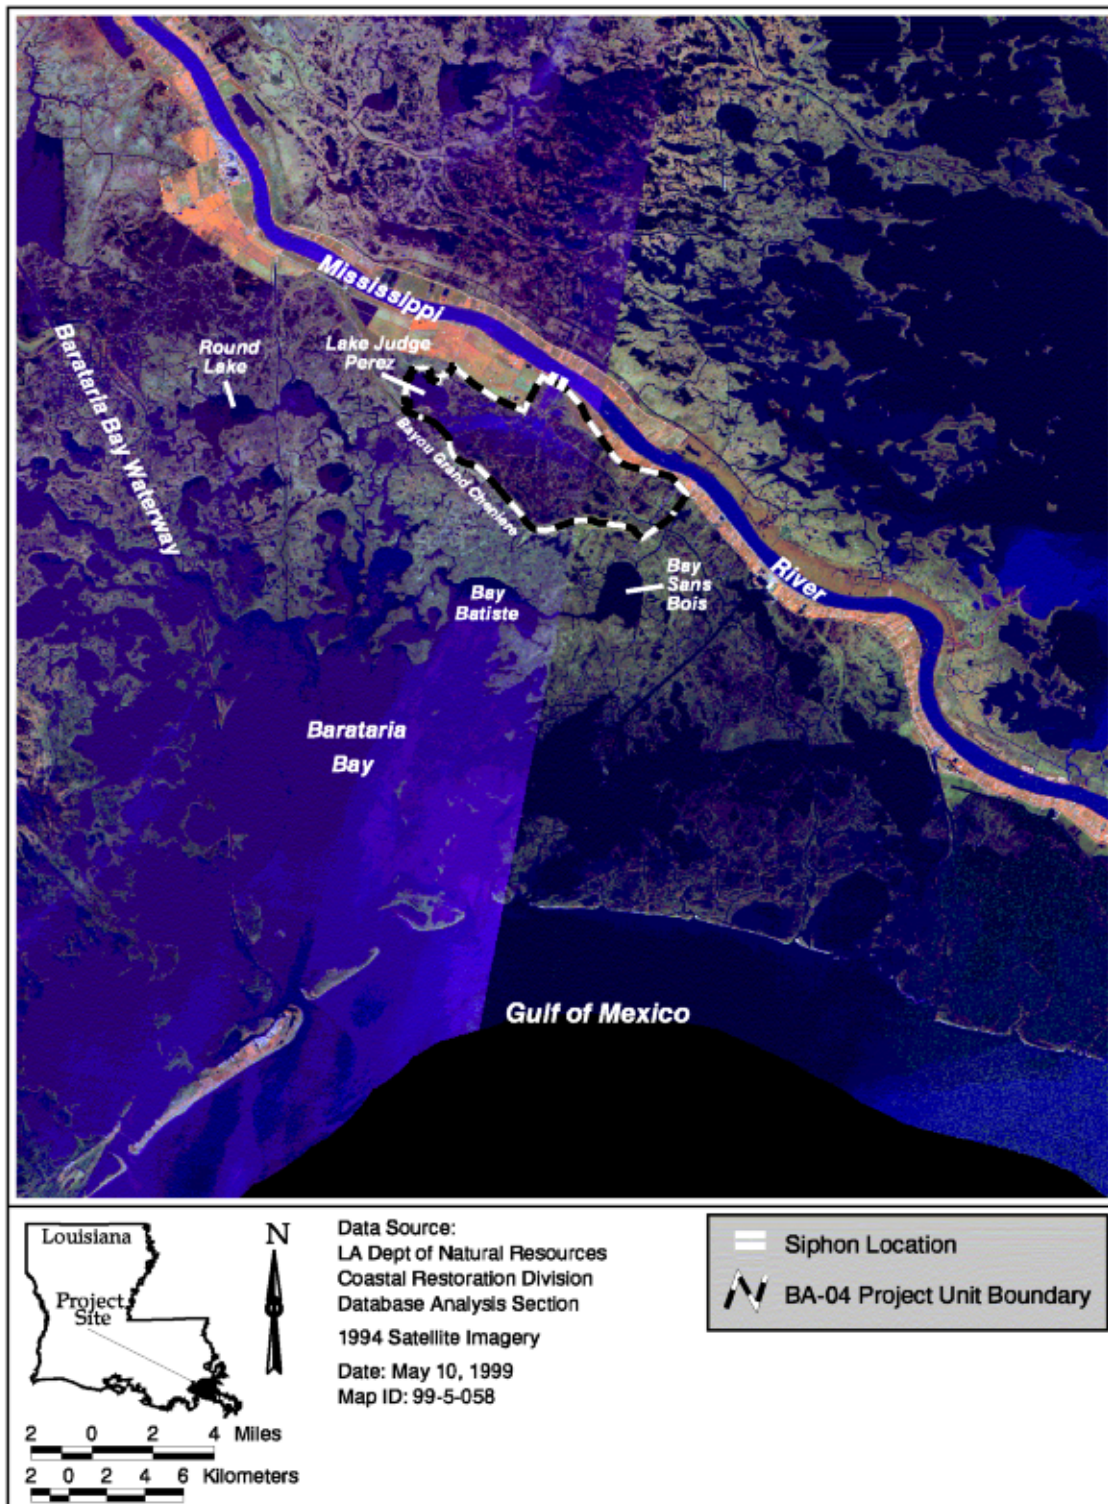 Mississippi
River
Round
Lake
Lake Judge
Perez
Barataria Bay Waterway
Bayou Grand Cheniere
Bay
Sans
Bois
Bay
Batiste
Barataria
Bay
Gulf of Mexico
Louisiana
Project
Site
N
2 0 2 4 Miles
2 0 2 4 6 Kilometers
Data Source:
LA Dept of Natural Resources
Coastal Restoration Division
Database Analysis Section
1994 Satellite Imagery
Date: May 10, 1999
Map ID: 99-5-058
Siphon Location
BA-04 Project Unit Boundary